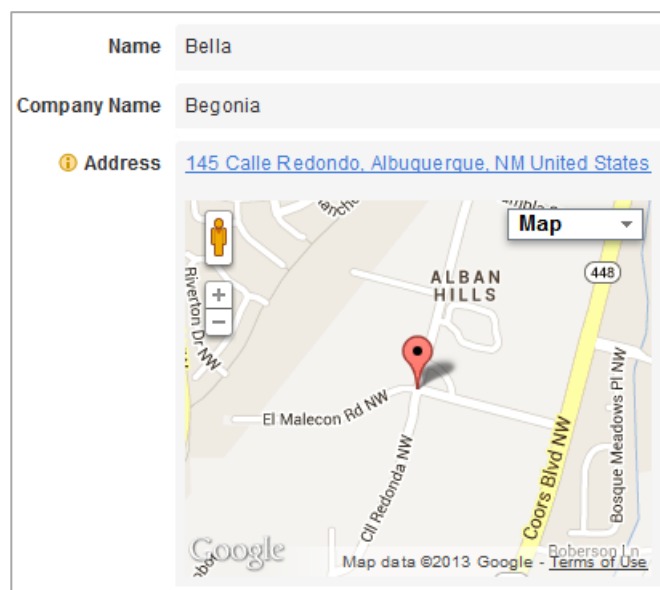 Name Bella
Company Name Begonia
Address 145 Calle Redondo, Albuquerque, NM United States
Map
448
ALBAN
HILLS
Riverton Dr NW
+
−
El Malecon Rd NW
Cll Redonda NW
Coors Blvd NW
Bosque Meadows Pl NW
Roberson Ln
Google
Map data ©2013 Google - Terms of Use